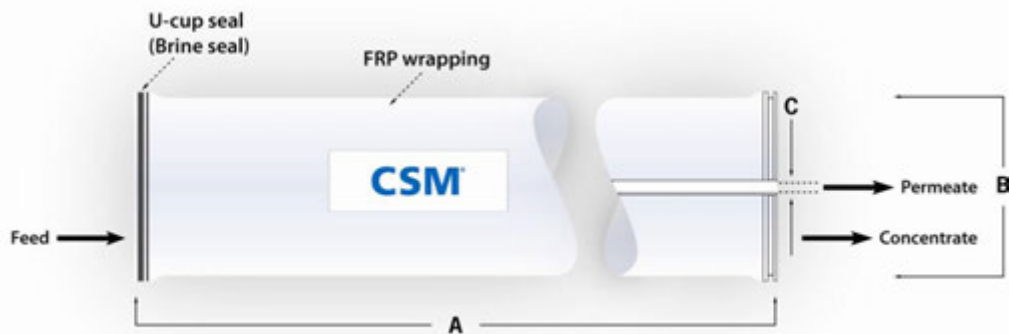 U-cup seal
(Brine seal)
FRP wrapping
C
CSM®
Permeate
B
Feed
Concentrate
A